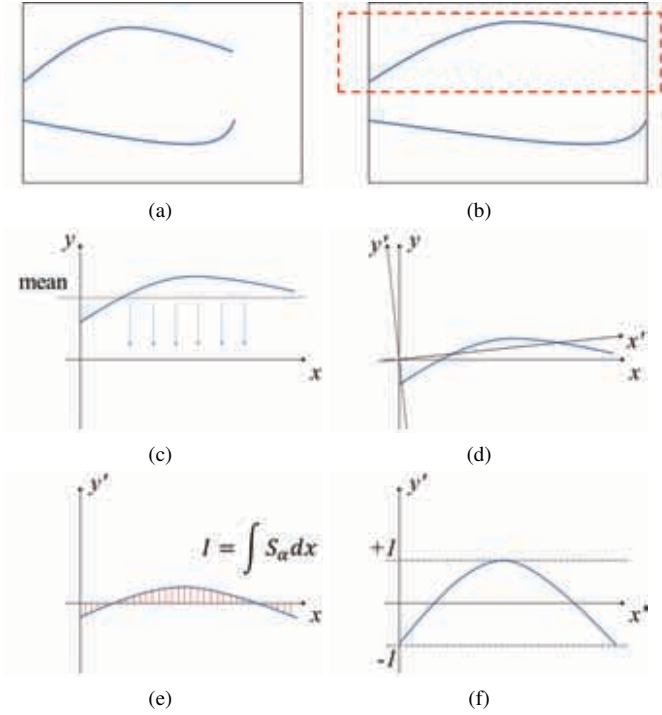 (a) (b)
y y' y
mean
x'
x x
(c) (d)
y'
y'
I = ∫ Sα dx +1
x x*
-1
(e) (f)